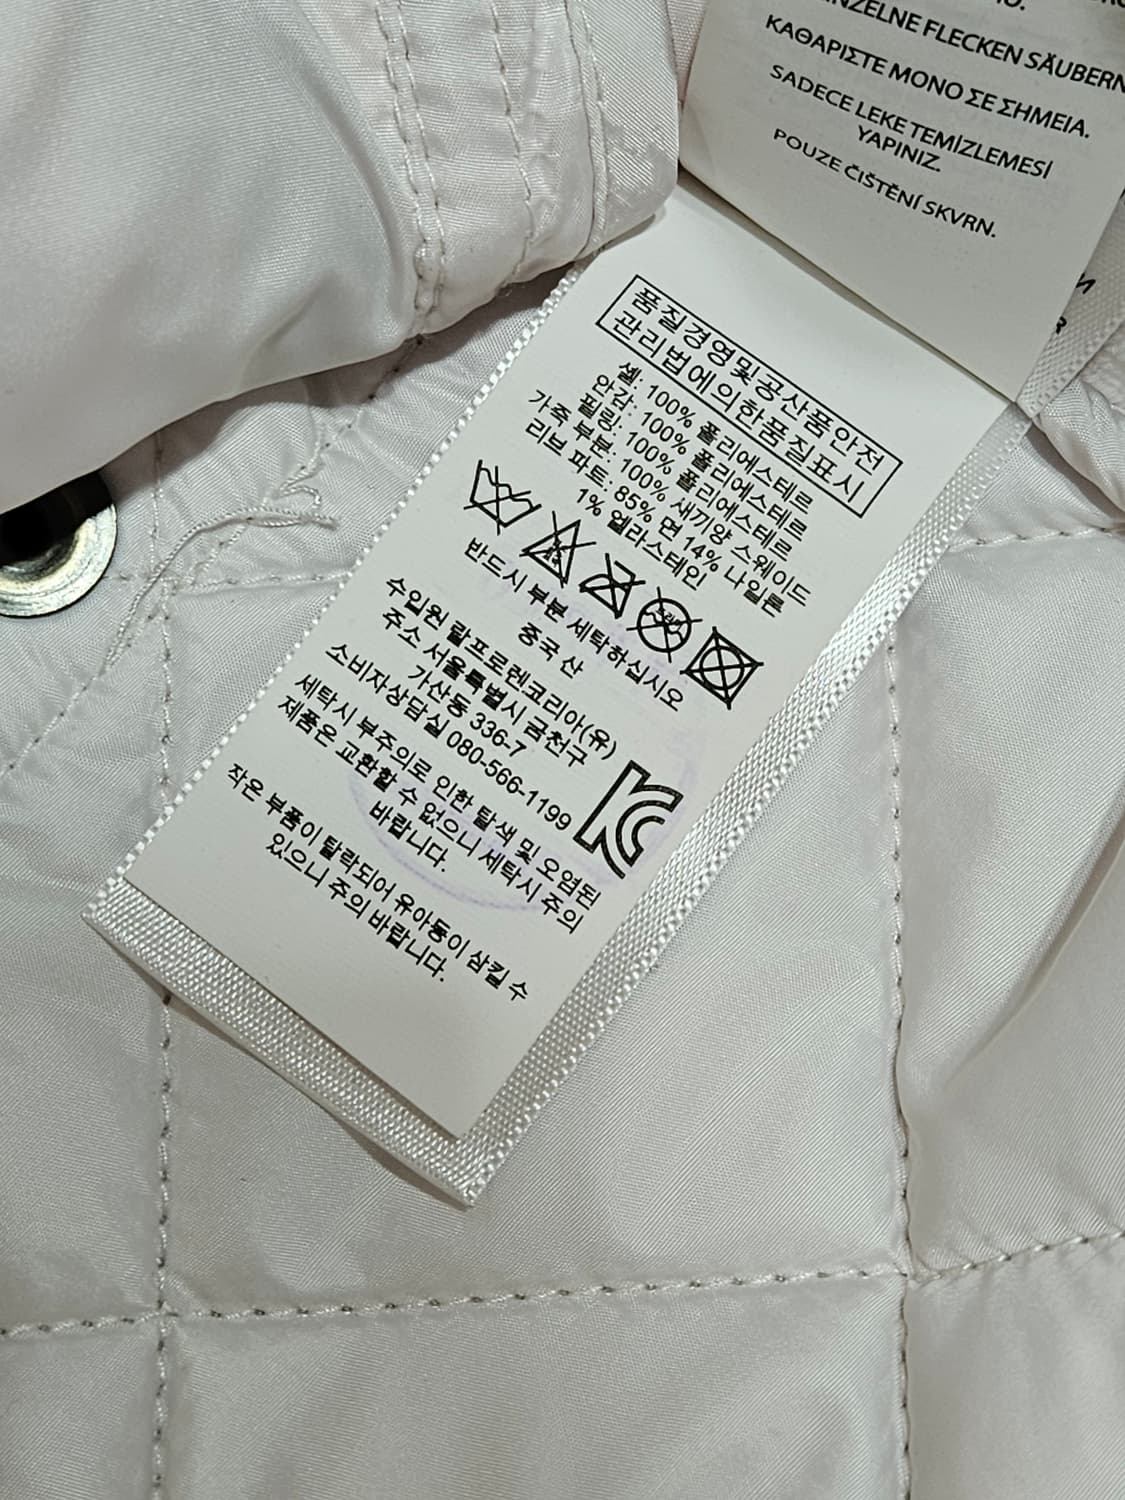 EINZELNE FLECKEN SÄUBERN
ΚΑΘΑΡΙΣΤΕ ΜΟΝΟ ΣΕ ΣΗΜΕΙΑ.
SADECE LEKE TEMİZLEMESİ
YAPINIZ.
POUZE ČIŠTĚNÍ SKVRN.
품질경영및공산품안전
관리법에의한품질표시
셸: 100% 폴리에스테르
안감: 100% 폴리에스테르
필링: 100% 폴리에스테르
가죽 부분: 100% 새끼양 스웨이드
리브 파트: 85% 면 14% 나일론
1% 엘라스테인
반드시 부분 세탁하십시오
중국 산
수입원 랄프로렌코리아(유)
주소 서울특별시 금천구
가산동 336-7
소비자상담실 080-566-1199
세탁시 부주의로 인한 탈색 및 오염된
제품은 교환할 수 없으니 세탁시 주의
바랍니다.
작은 부품이 탈락되어 유아동이 삼킬 수
있으니 주의 바랍니다.